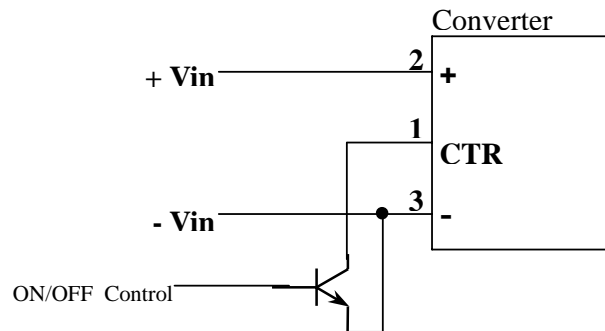 Converter
+ Vin
2
+
1
CTR
- Vin
3
-
ON/OFF Control